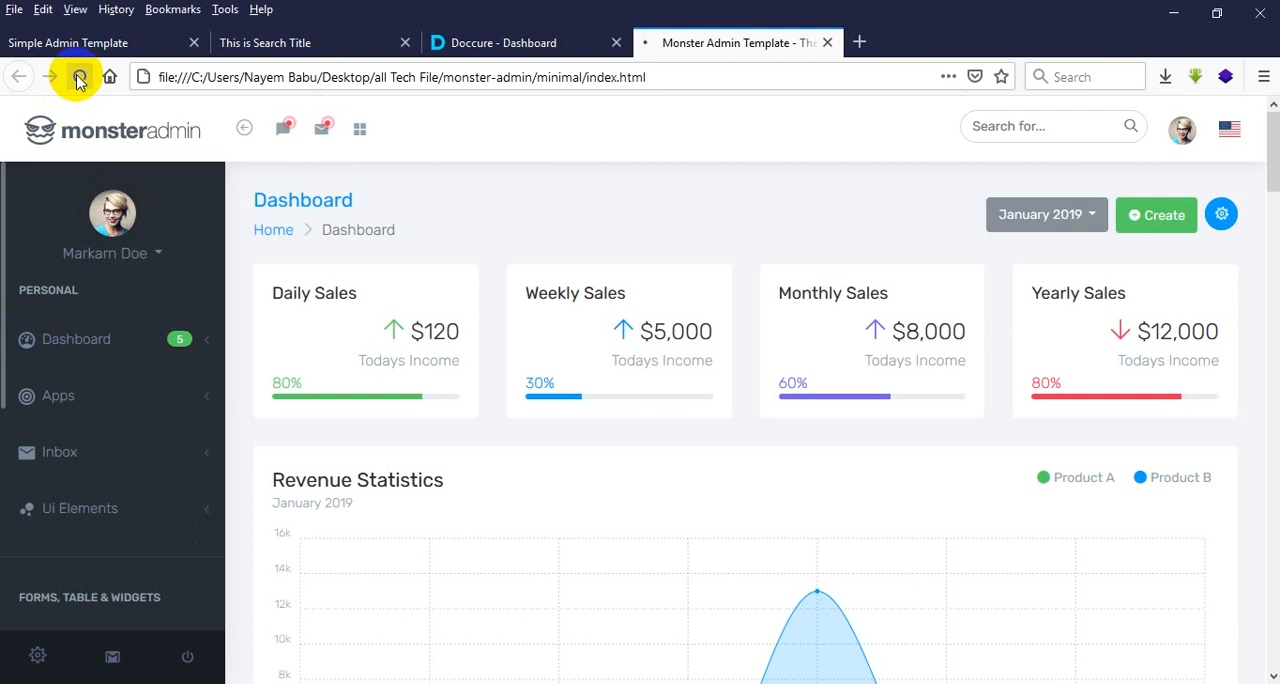 File Edit View History Bookmarks Tools Help
Simple Admin Template
This is Search Title
Doccure - Dashboard
Monster Admin Template - The
file:///C:/Users/Nayem Babu/Desktop/all Tech File/monster-admin/minimal/index.html
Search
monsteradmin
Search for...
Markarn Doe
PERSONAL
Dashboard 5
Apps
Inbox
Ui Elements
FORMS, TABLE & WIDGETS
Dashboard
Home > Dashboard
January 2019
Create
Daily Sales
$120
Todays Income
80%
Weekly Sales
$5,000
Todays Income
30%
Monthly Sales
$8,000
Todays Income
60%
Yearly Sales
$12,000
Todays Income
80%
Revenue Statistics
January 2019
Product A Product B
16k
14k
12k
10k
8k